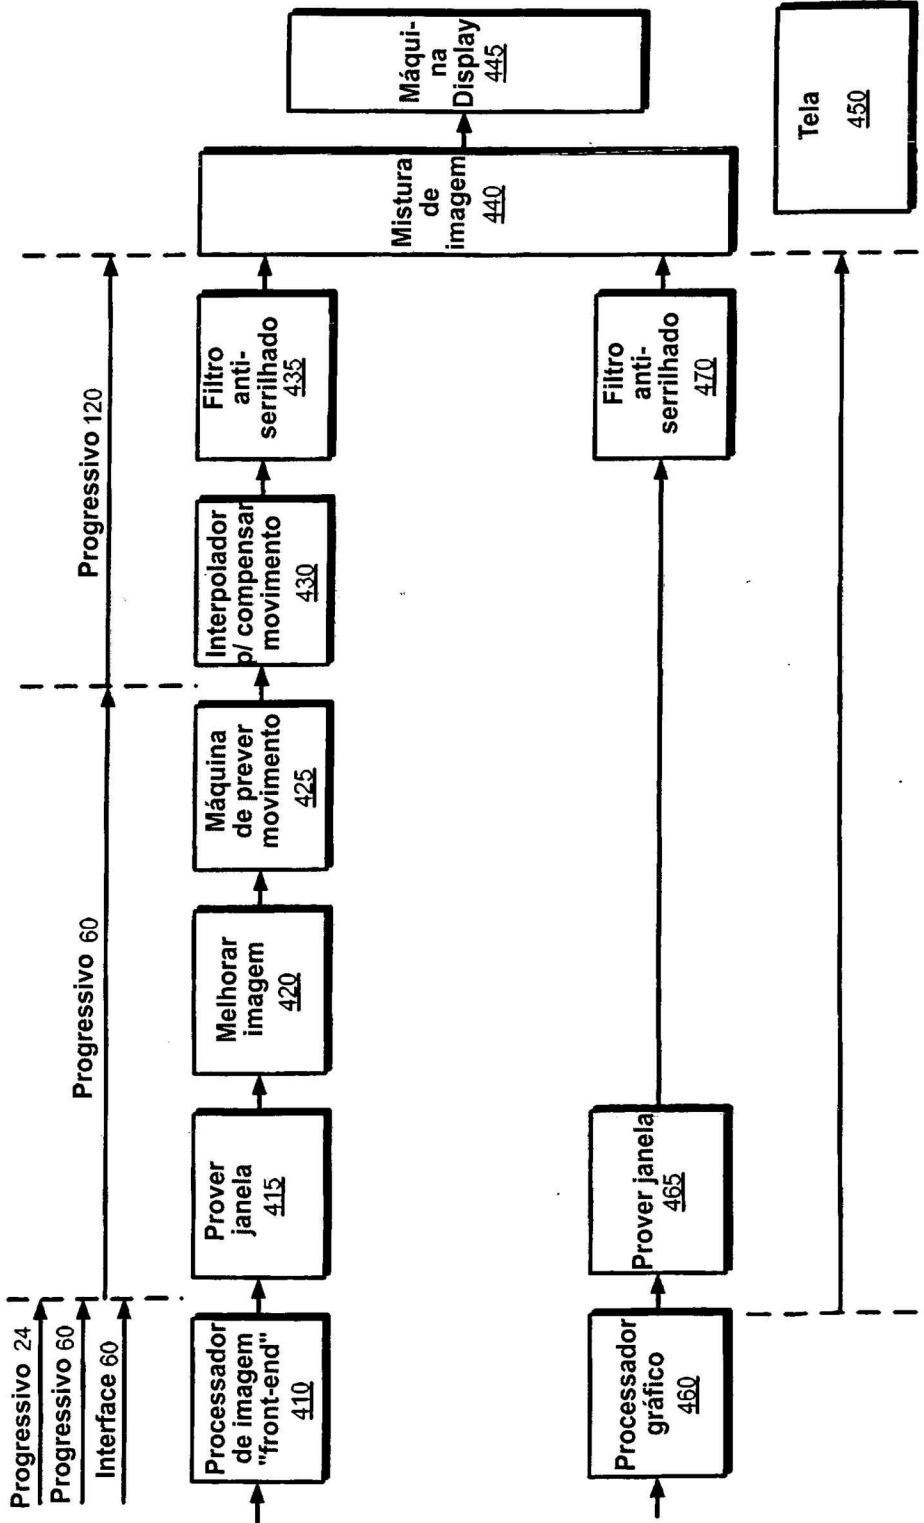 Progressivo 24
Progressivo 60
Interface 60
Progressivo 60
Progressivo 120
Processador
de imagem
"front-end"
410
Prover
janela
415
Melhorar
imagem
420
Máquina
de prever
movimento
425
Interpolador
p/ compensar
movimento
430
Filtro
anti-
serrilhado
435
Mistura
de
imagem
440
Máqui-
na
Display
445
Tela
450
Processador
gráfico
460
Prover janela
465
Filtro
anti-
serrilhado
470